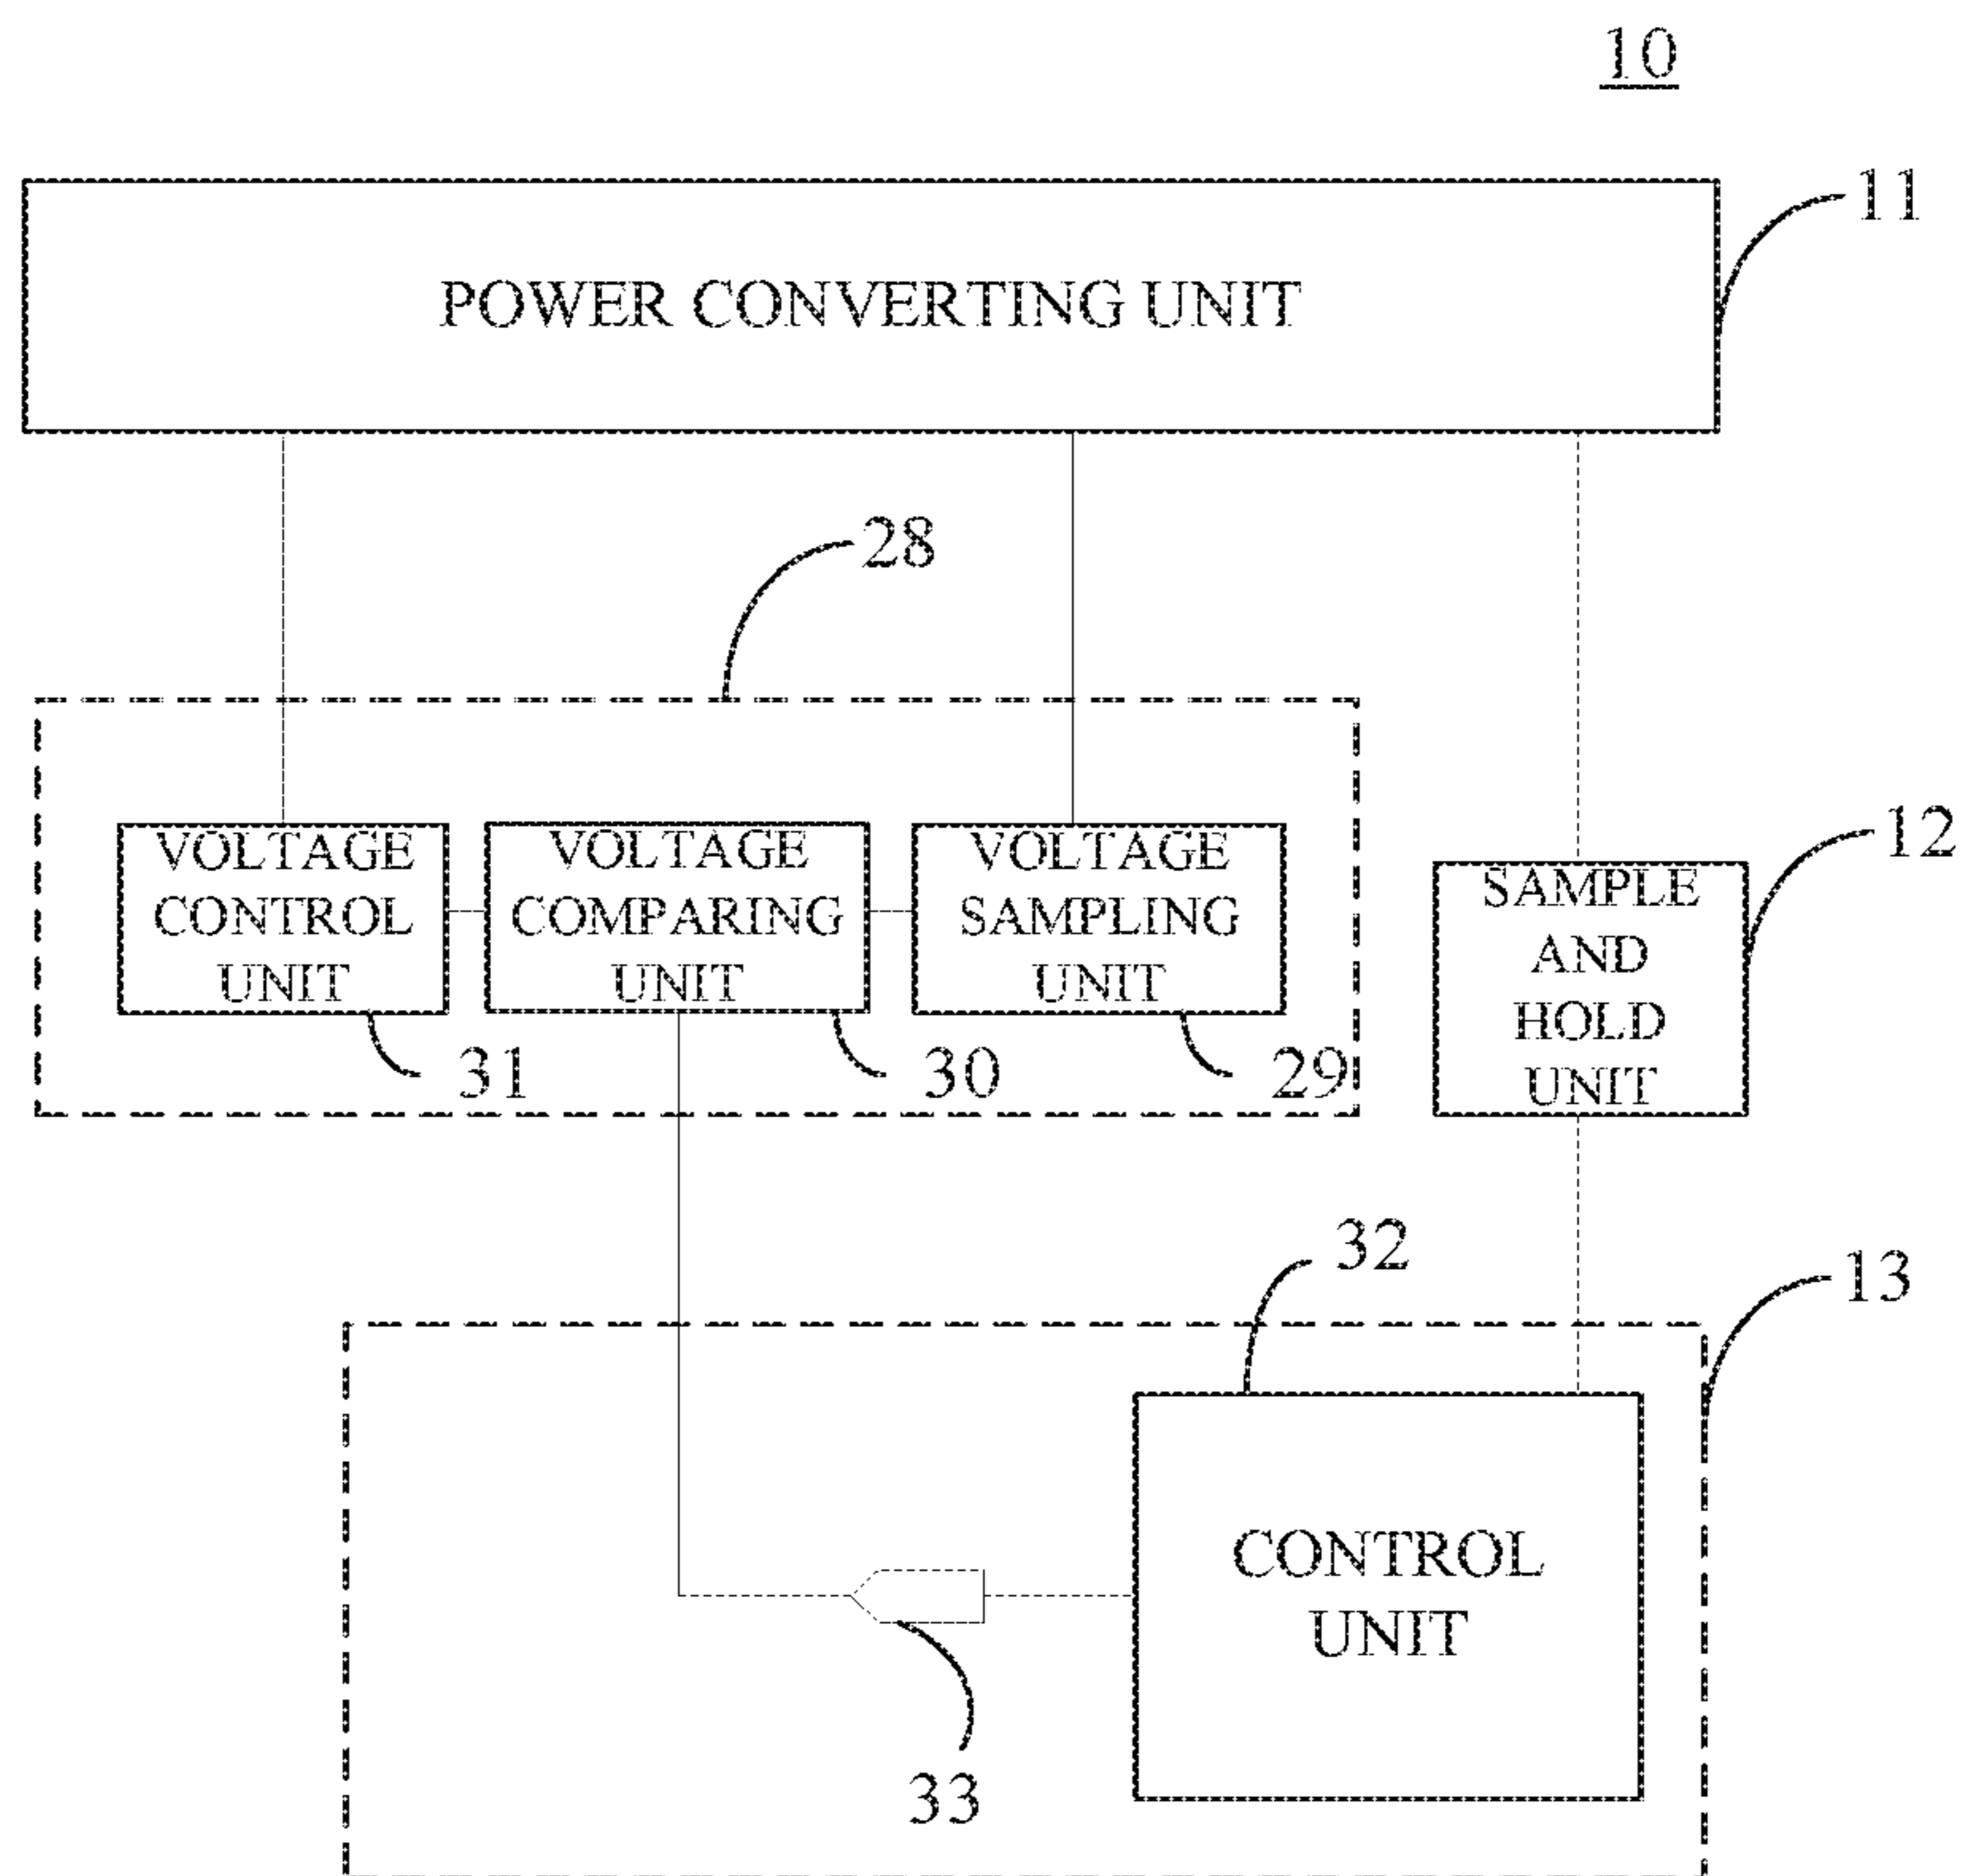 10
11
POWER CONVERTING UNIT
28
VOLTAGE
CONTROL
UNIT
VOLTAGE
COMPARING
UNIT
VOLTAGE
SAMPLING
UNIT
12
SAMPLE
AND
HOLD
UNIT
31
30
29
32
13
CONTROL
UNIT
33